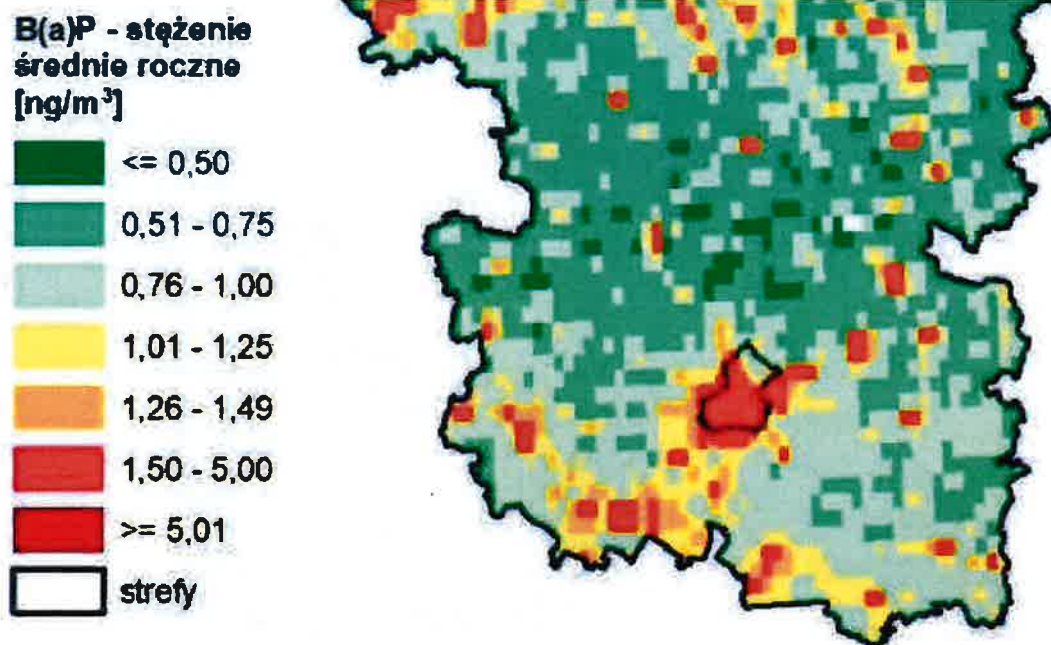 B(a)P - stężenie
średnie roczne
[ng/m³]
<= 0,50
0,51 - 0,75
0,76 - 1,00
1,01 - 1,25
1,26 - 1,49
1,50 - 5,00
>= 5,01
strefy